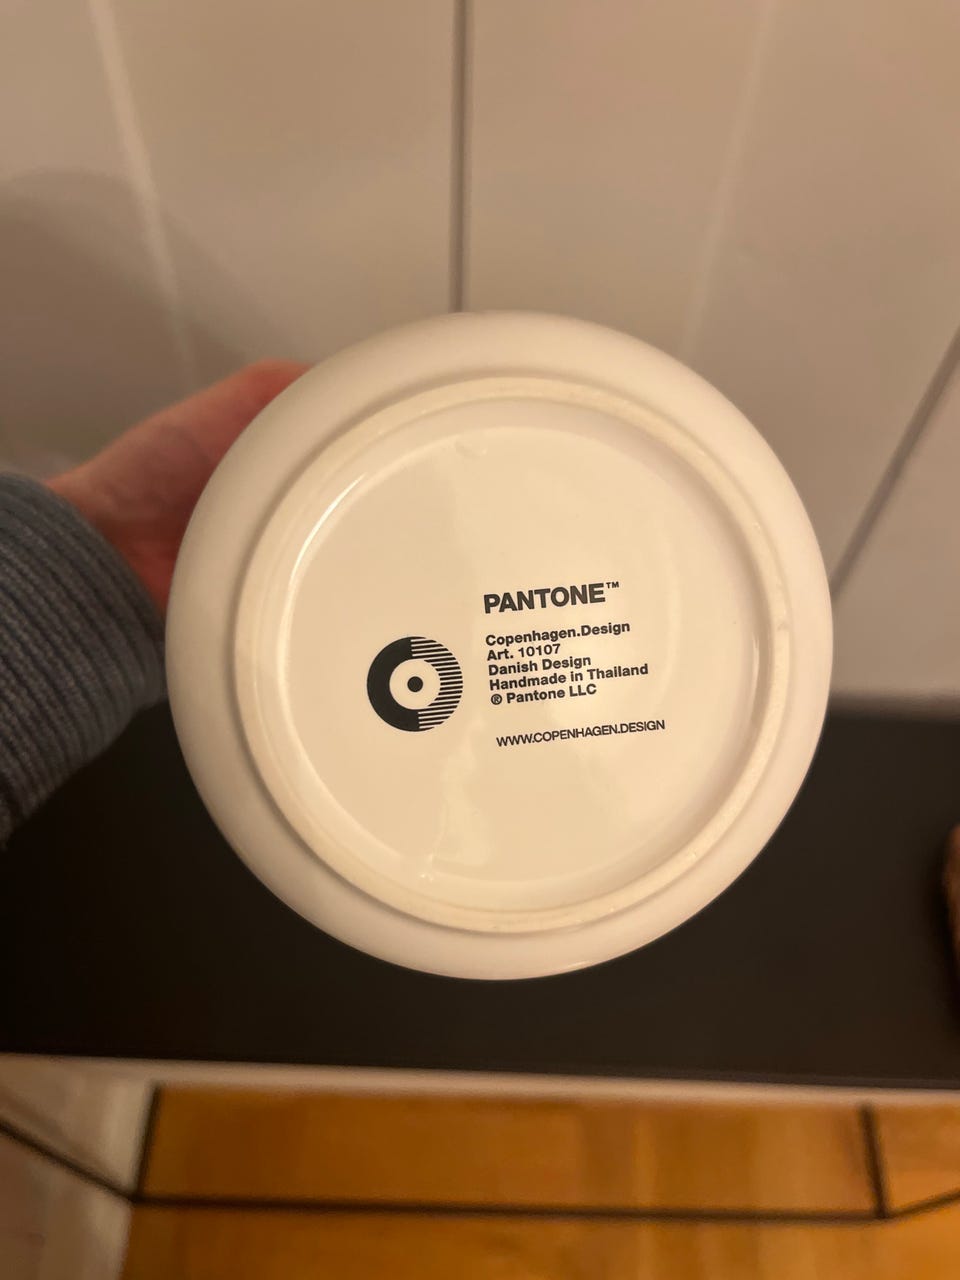 PANTONE™
Copenhagen.Design
Art. 10107
Danish Design
Handmade in Thailand
® Pantone LLC
WWW.COPENHAGEN.DESIGN